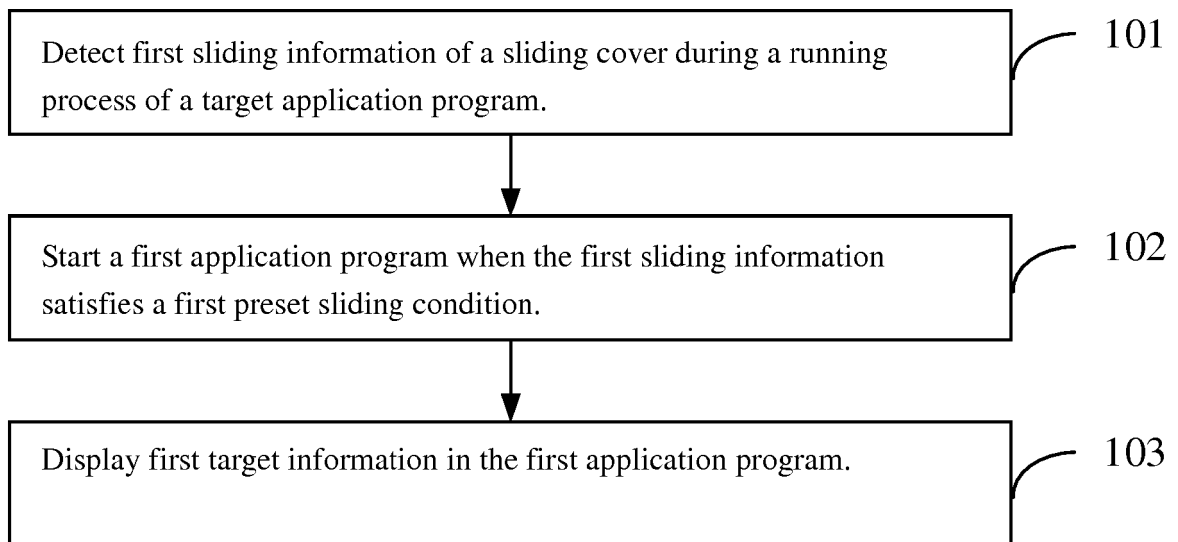 Detect first sliding information of a sliding cover during a running
process of a target application program.
101
Start a first application program when the first sliding information
satisfies a first preset sliding condition.
102
Display first target information in the first application program.
103